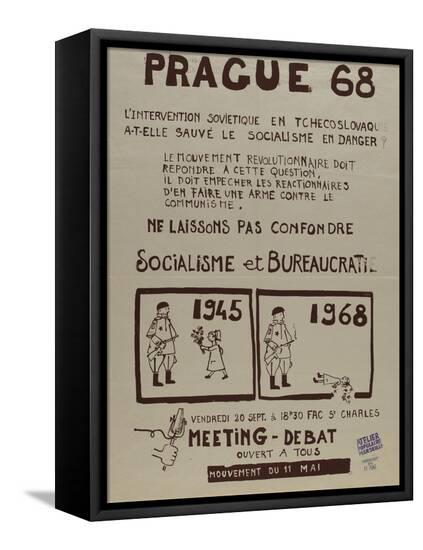 PRAGUE 68
L'INTERVENTION SOVIETIQUE EN TCHECOSLOVAQUIE
A-T-ELLE SAUVÉ LE SOCIALISME EN DANGER ?
LE MOUVEMENT REVOLUTIONNAIRE DOIT
REPONDRE A CETTE QUESTION,
IL DOIT EMPECHER LES REACTIONNAIRES
D'EN FAIRE UNE ARME CONTRE LE
COMMUNISME.
NE LAISSONS PAS CONFONDRE
SOCIALISME et BUREAUCRATIE
1945
1968
VENDREDI 20 SEPT. à 18H30 FAC St CHARLES
MEETING - DEBAT
OUVERT A TOUS
MOUVEMENT DU 11 MAI
ATELIER
POPULAIRE
MARSEILLE
11 MAI